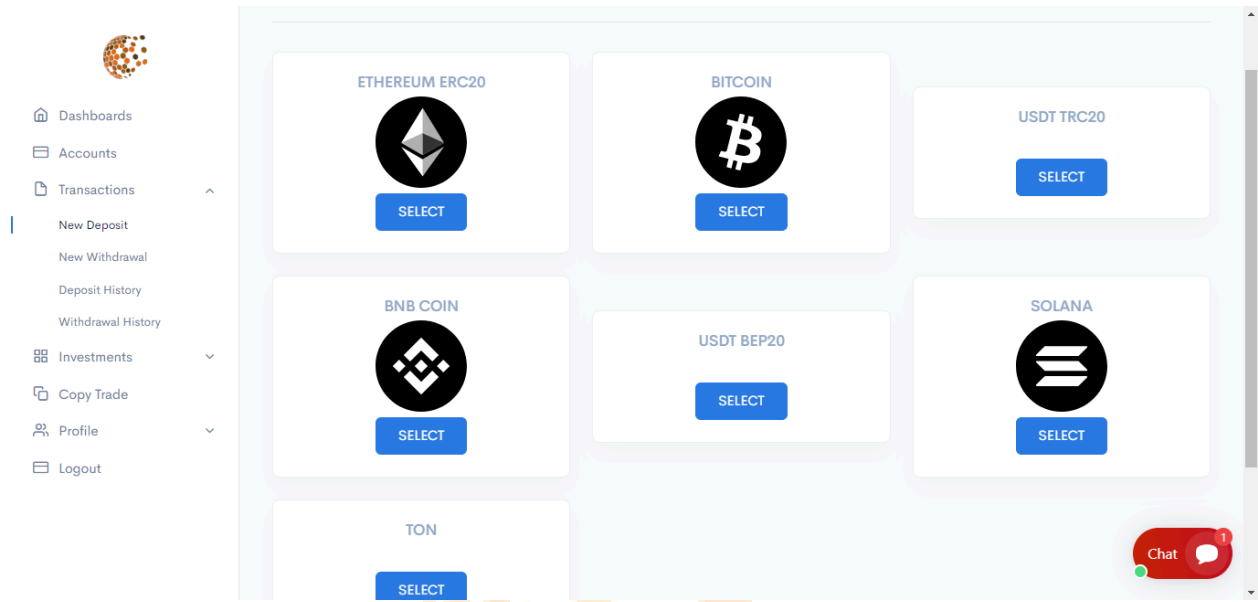 Dashboards
Accounts
Transactions
New Deposit
New Withdrawal
Deposit History
Withdrawal History
Investments
Copy Trade
Profile
Logout
ETHEREUM ERC20
SELECT
BITCOIN
SELECT
USDT TRC20
SELECT
BNB COIN
SELECT
USDT BEP20
SELECT
SOLANA
SELECT
TON
SELECT
Chat
1